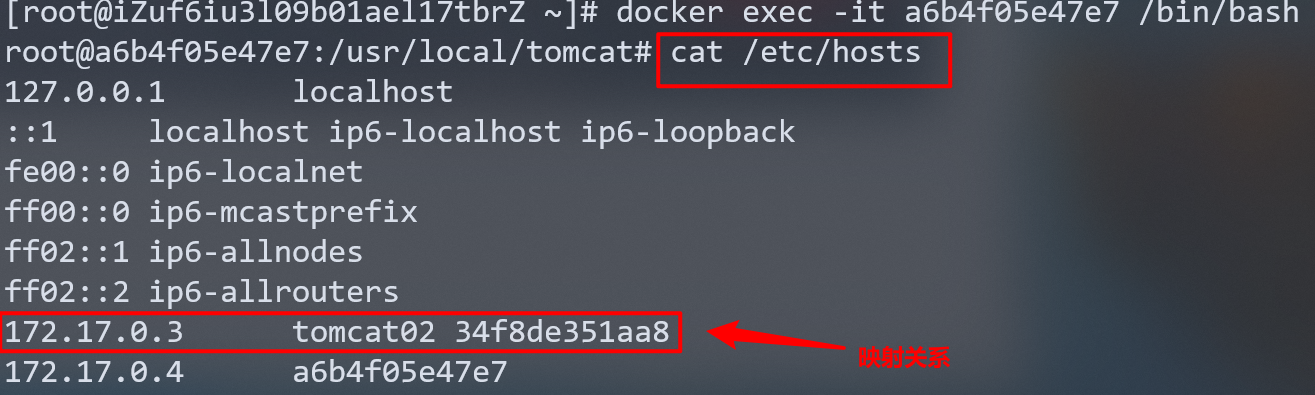 [root@iZuf6iu3l09b01ael17tbrZ ~]# docker exec -it a6b4f05e47e7 /bin/bash
root@a6b4f05e47e7:/usr/local/tomcat# cat /etc/hosts
127.0.0.1 localhost
::1 localhost ip6-localhost ip6-loopback
fe00::0 ip6-localnet
ff00::0 ip6-mcastprefix
ff02::1 ip6-allnodes
ff02::2 ip6-allrouters
172.17.0.3 tomcat02 34f8de351aa8
映射关系
172.17.0.4 a6b4f05e47e7